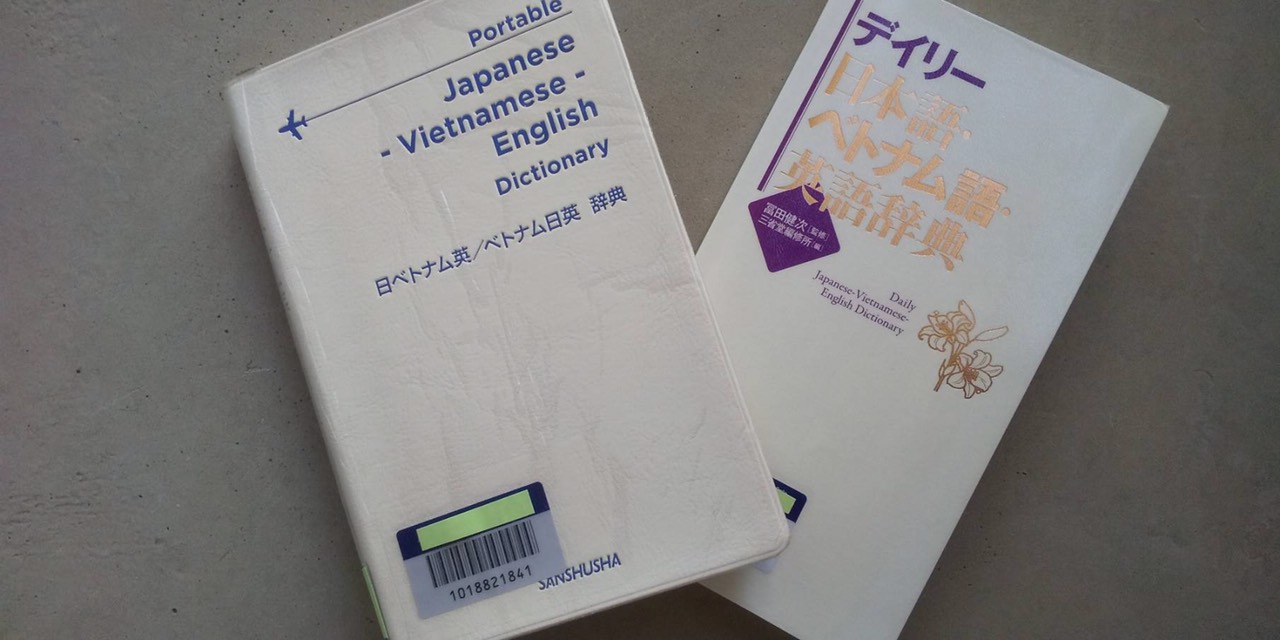 Portable
Japanese
- Vietnamese -
English
Dictionary
日ベトナム英／ベトナム日英 辞典
1018821841
SANSHUSHA
デイリー
日本語・
ベトナム語・
英語辞典
冨田健次［監修］
三省堂編修所［編］
Daily
Japanese-Vietnamese-
English Dictionary